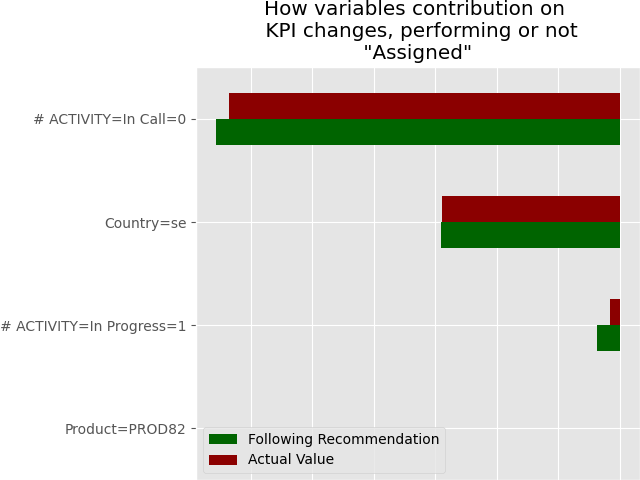 How variables contribution on
KPI changes, performing or not
"Assigned"
# ACTIVITY=In Call=0
Country=se
# ACTIVITY=In Progress=1
Product=PROD82
Following Recommendation
Actual Value